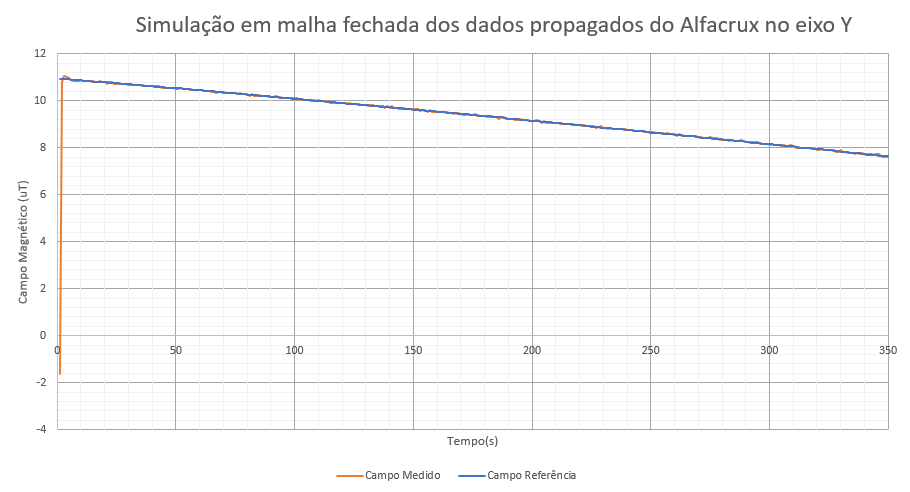 Simulação em malha fechada dos dados propagados do Alfacrux no eixo Y
12
10
8
6
4
2
0
-2
-4
Campo Magnético (uT)
0 50 100 150 200 250 300 350
Tempo(s)
Campo Medido Campo Referência